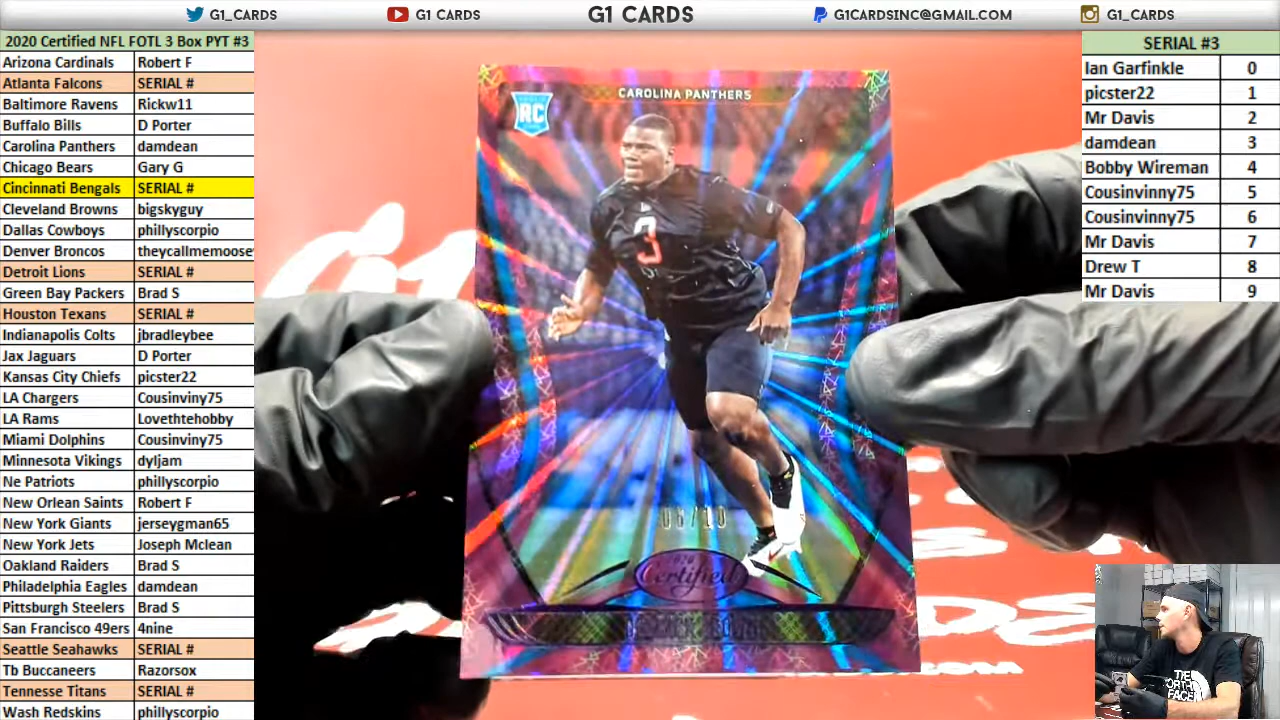 G1_CARDS
G1 CARDS
G1 CARDS
G1CARDSINC@GMAIL.COM
G1_CARDS
2020 Certified NFL FOTL 3 Box PYT #3
Arizona Cardinals Robert F
Atlanta Falcons SERIAL #
Baltimore Ravens Rickw11
Buffalo Bills D Porter
Carolina Panthers damdean
Chicago Bears Gary G
Cincinnati Bengals SERIAL #
Cleveland Browns bigskyguy
Dallas Cowboys phillyscorpio
Denver Broncos theycallmemoose
Detroit Lions SERIAL #
Green Bay Packers Brad S
Houston Texans SERIAL #
Indianapolis Colts jbradleybee
Jax Jaguars D Porter
Kansas City Chiefs picster22
LA Chargers Cousinviny75
LA Rams Lovethtehobby
Miami Dolphins Cousinviny75
Minnesota Vikings dyljam
Ne Patriots phillyscorpio
New Orlean Saints Robert F
New York Giants jerseygman65
New York Jets Joseph Mclean
Oakland Raiders Brad S
Philadelphia Eagles damdean
Pittsburgh Steelers Brad S
San Francisco 49ers 4nine
Seattle Seahawks SERIAL #
Tb Buccaneers Razorsox
Tennesse Titans SERIAL #
Wash Redskins phillyscorpio
CAROLINA PANTHERS
RC
3
Certified
SERIAL #3
Ian Garfinkle 0
picster22 1
Mr Davis 2
damdean 3
Bobby Wireman 4
Cousinvinny75 5
Cousinvinny75 6
Mr Davis 7
Drew T 8
Mr Davis 9
THE
NORTH
FACE